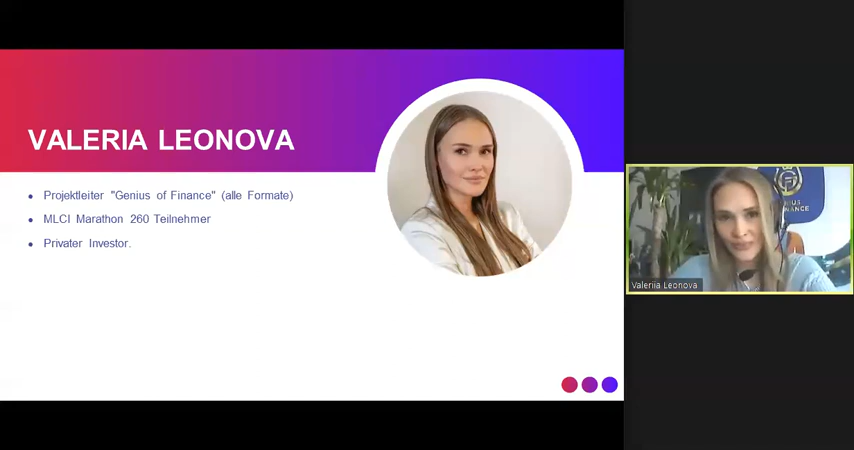 VALERIA LEONOVA
Projektleiter "Genius of Finance" (alle Formate)
MLCI Marathon 260 Teilnehmer
Privater Investor.
Valeriia Leonova